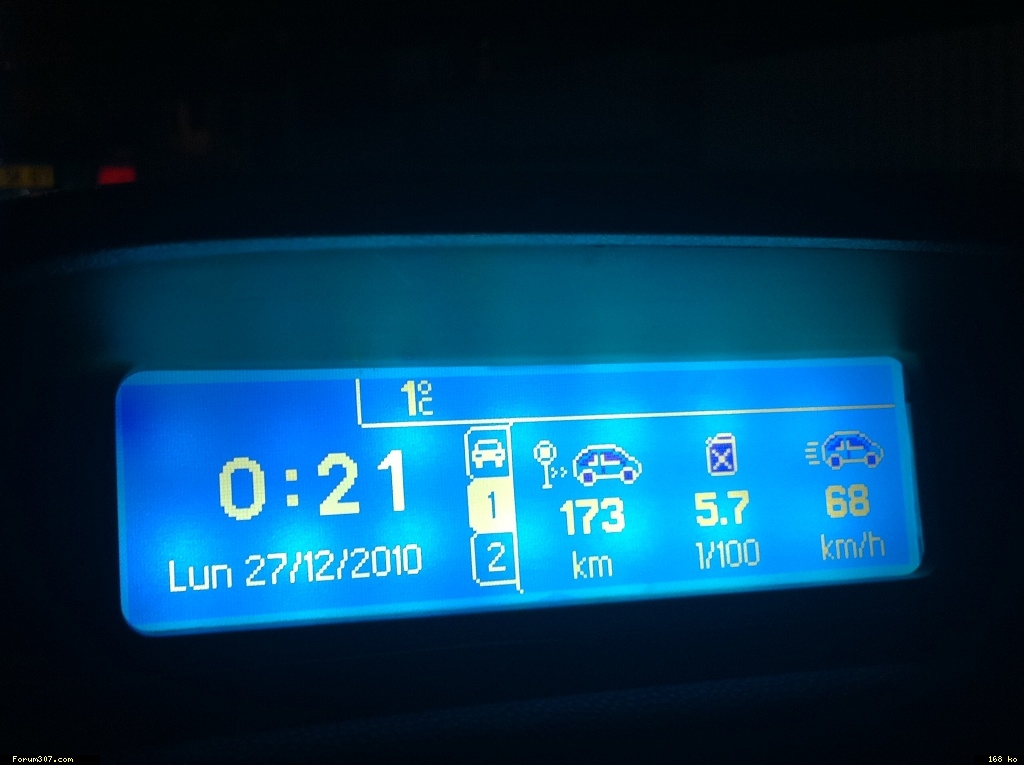 1°C
0:21
Lun 27/12/2010
1
2
173 5.7 68
km l/100 km/h
Forum307.com
168 ko